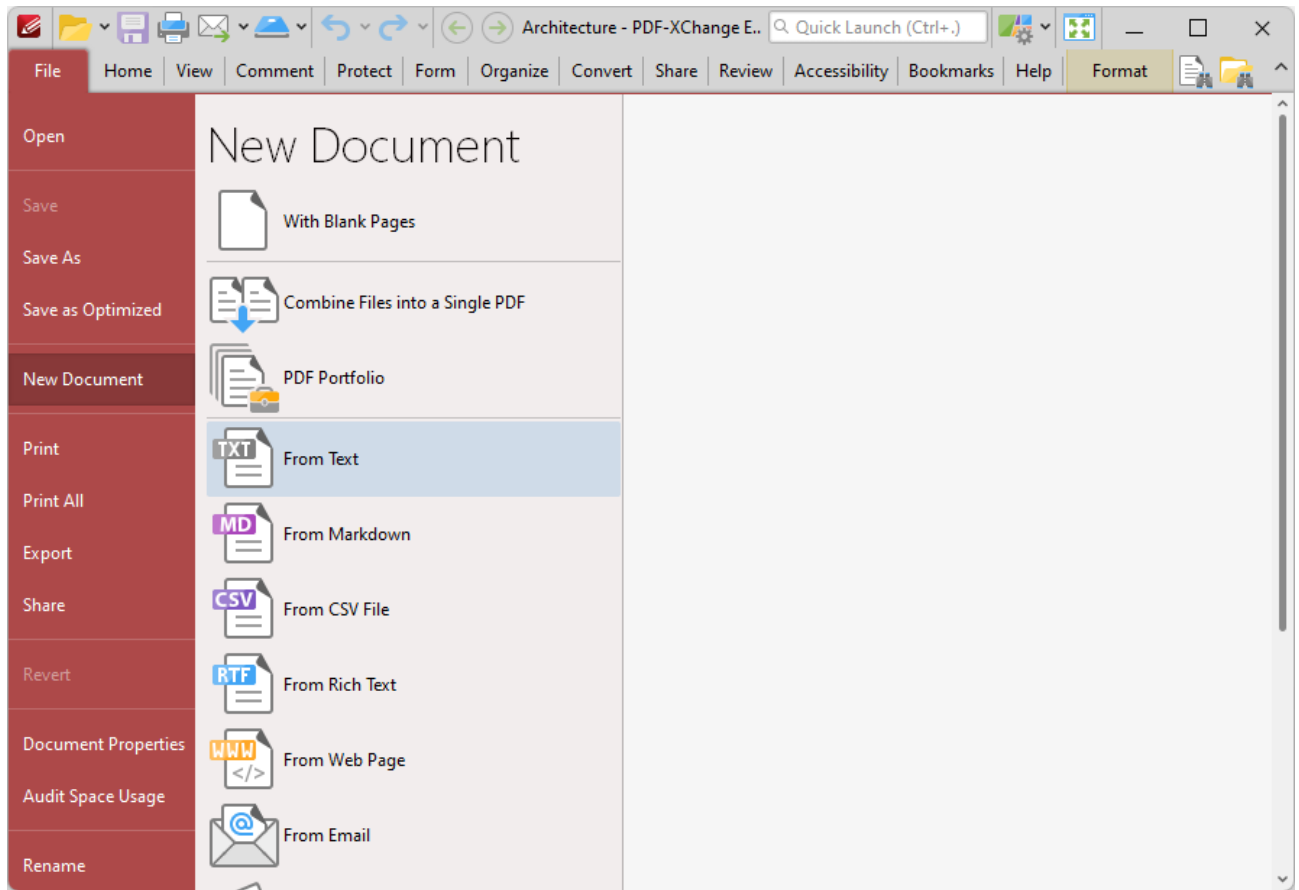 Architecture - PDF-XChange E..
Quick Launch (Ctrl+.)
File Home View Comment Protect Form Organize Convert Share Review Accessibility Bookmarks Help Format
Open
Save
Save As
Save as Optimized
New Document
Print
Print All
Export
Share
Revert
Document Properties
Audit Space Usage
Rename
New Document
With Blank Pages
Combine Files into a Single PDF
PDF Portfolio
TXT From Text
MD From Markdown
CSV From CSV File
RTF From Rich Text
WWW </> From Web Page
@ From Email